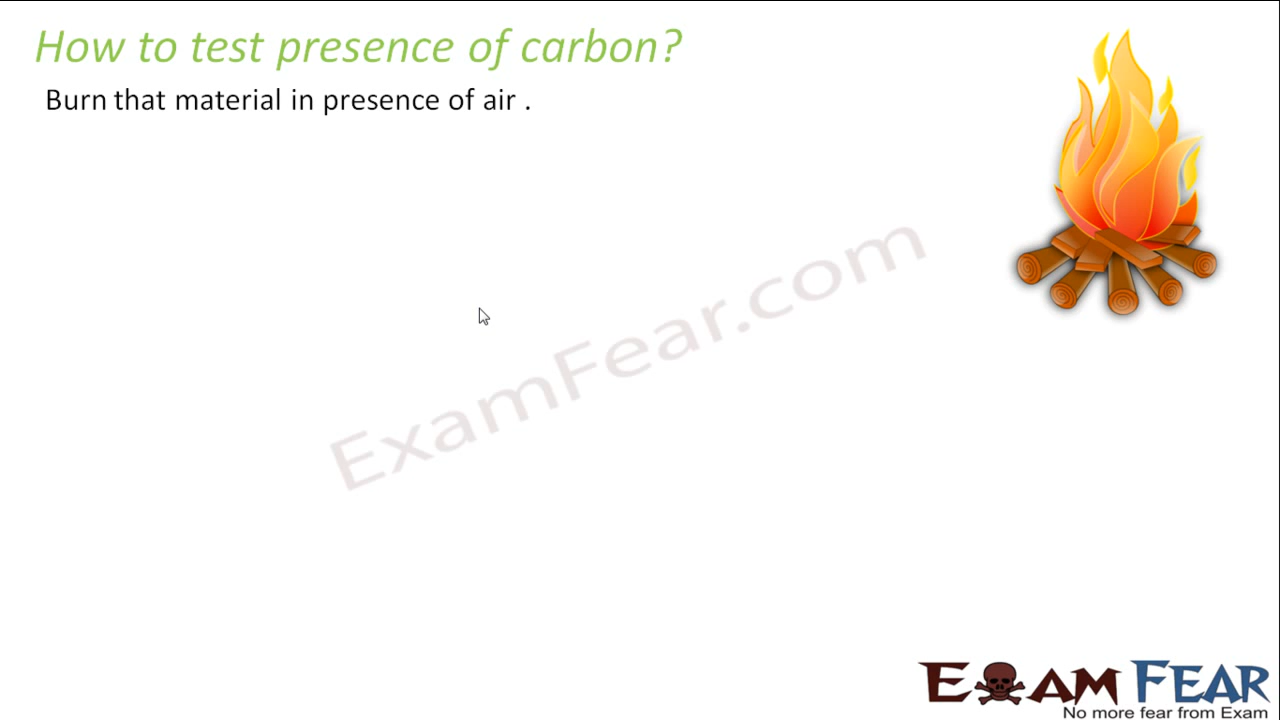 How to test presence of carbon?
Burn that material in presence of air .
ExamFear.com
EXAM FEAR
No more fear from Exam